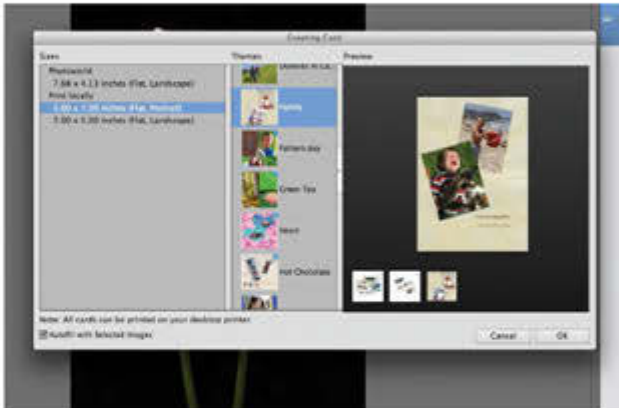 Creating Card
Sizes
Themes
Preview
Photoworld
7.68 x 4.13 inches (Flat, Landscape)
Print locally
5.00 x 7.00 inches (Flat, Portrait)
7.00 x 5.00 inches (Flat, Landscape)
Family
Fathers day
Green Tea
Heart
Hot Chocolate
Note: All cards can be printed on your desktop printer.
Autofill with Selected Images
Cancel
OK